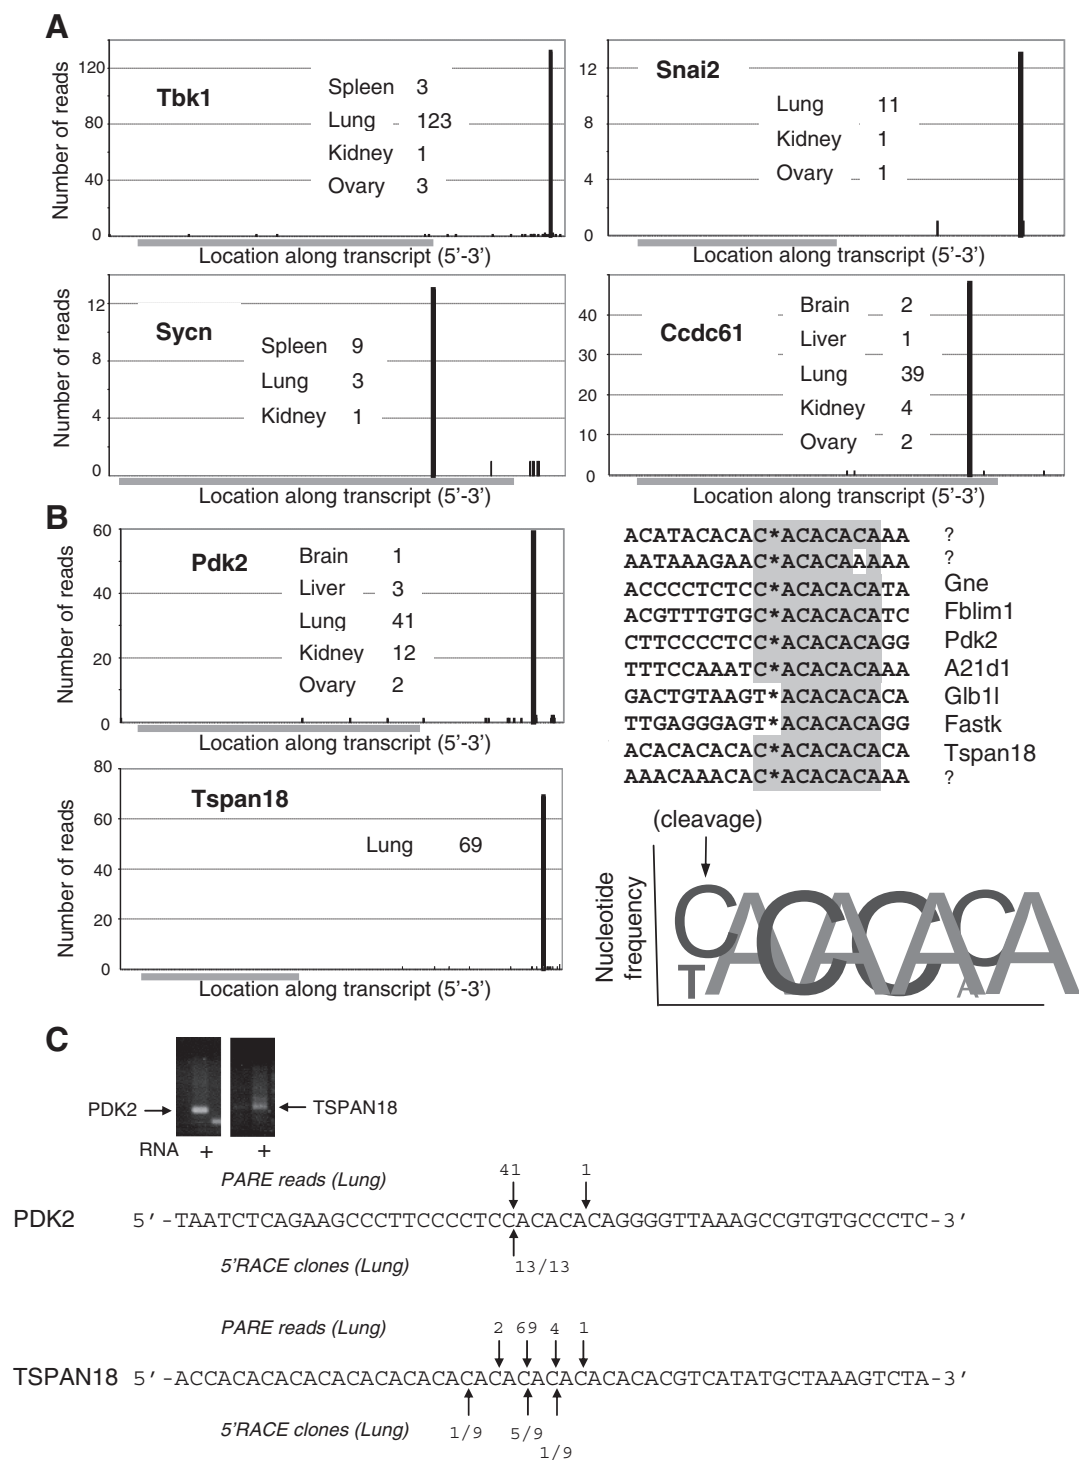 A
Number of reads
120
80
40
0
Tbk1
Spleen 3
Lung 123
Kidney 1
Ovary 3
Location along transcript (5’-3’)
12
8
4
0
Snai2
Lung 11
Kidney 1
Ovary 1
Location along transcript (5’-3’)
Number of reads
12
8
4
0
Sycn
Spleen 9
Lung 3
Kidney 1
Location along transcript (5’-3’)
40
30
20
10
0
Ccdc61
Brain 2
Liver 1
Lung 39
Kidney 4
Ovary 2
Location along transcript (5’-3’)
B
Number of reads
60
40
20
0
Pdk2
Brain 1
Liver 3
Lung 41
Kidney 12
Ovary 2
Location along transcript (5’-3’)
Number of reads
80
60
40
20
0
Tspan18
Lung 69
Location along transcript (5’-3’)
ACATACACAC*ACACACAAA ?
AATAAAGAAC*ACACAAAAA ?
ACCCCTCTCC*ACACACATA Gne
ACGTTTGTGC*ACACACATC Fblim1
CTTCCCCTCC*ACACACAGG Pdk2
TTTCCAAATC*ACACACAAA A21d1
GACTGTAAGT*ACACACACA Glb1l
TTGAGGGAGT*ACACACAGG Fastk
ACACACACAC*ACACACACA Tspan18
AAACAAACAC*ACACACAAA ?
(cleavage)
Nucleotide
frequency
CACACACA
T A
C
PDK2
TSPAN18
RNA + +
PARE reads (Lung) 41 1
PDK2 5’-TAATCTCAGAAGCCCTTCCCCTCCACACACAGGGGTTAAAGCCGTGTGCCCTC-3’
5’RACE clones (Lung) 13/13
PARE reads (Lung) 2 69 4 1
TSPAN18 5’-ACCACACACACACACACACACACACACACACACACGTCATATGCTAAAGTCTA-3’
5’RACE clones (Lung) 1/9 5/9
1/9